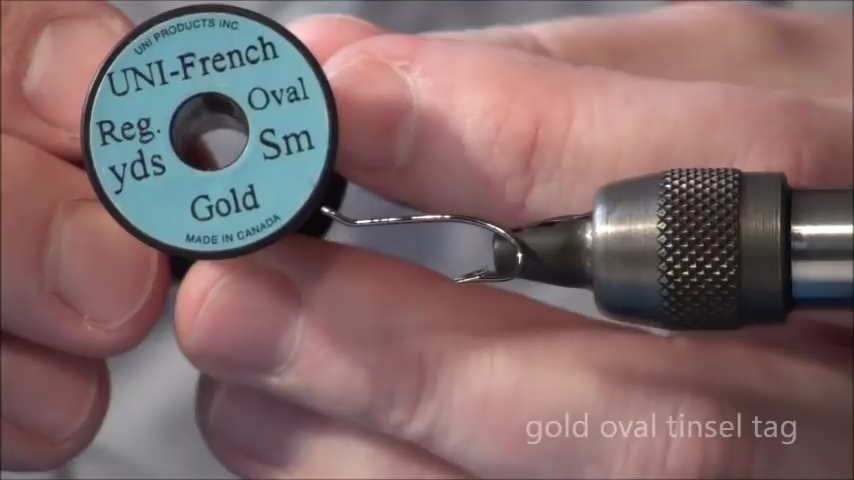 UNI PRODUCTS INC.
UNI-French
Reg. Oval
yds Sm
Gold
MADE IN CANADA
gold oval tinsel tag